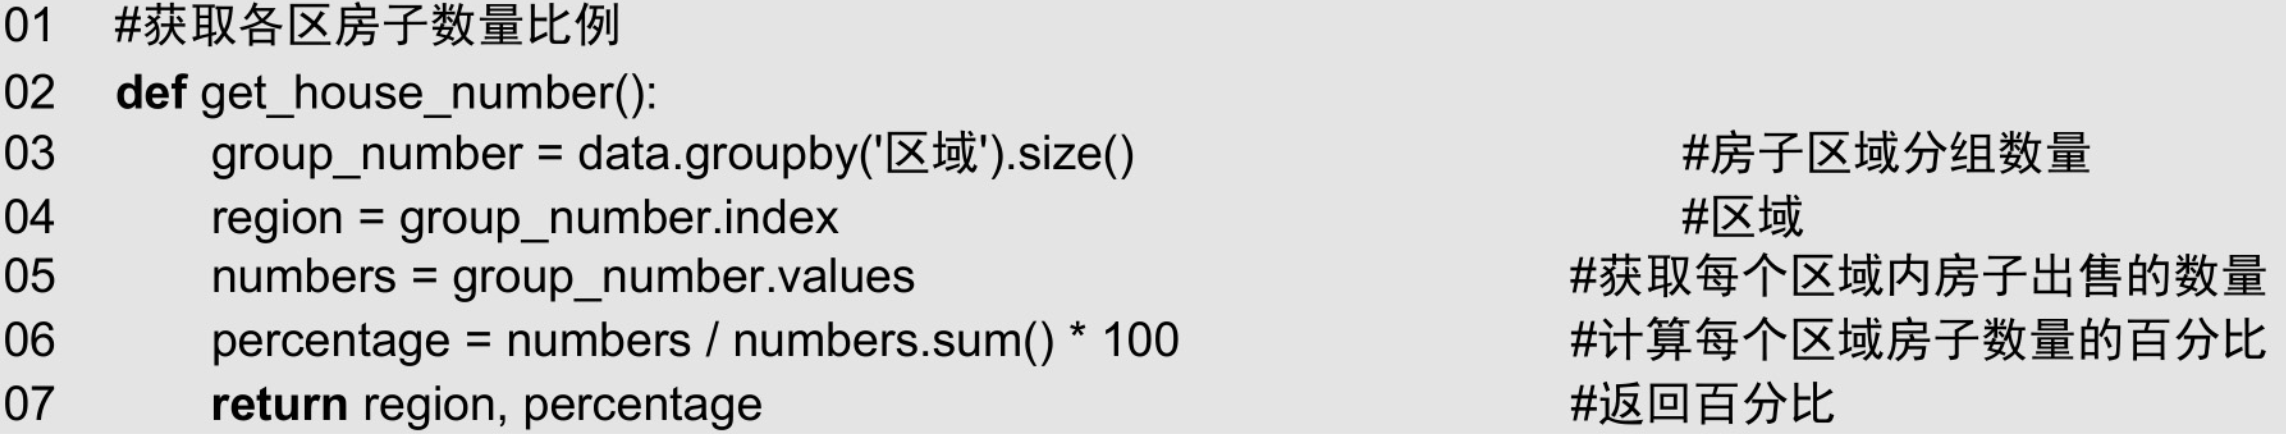 01 #获取各区房子数量比例
02 def get_house_number():
03 group_number = data.groupby('区域').size() #房子区域分组数量
04 region = group_number.index #区域
05 numbers = group_number.values #获取每个区域内房子出售的数量
06 percentage = numbers / numbers.sum() * 100 #计算每个区域房子数量的百分比
07 return region, percentage #返回百分比